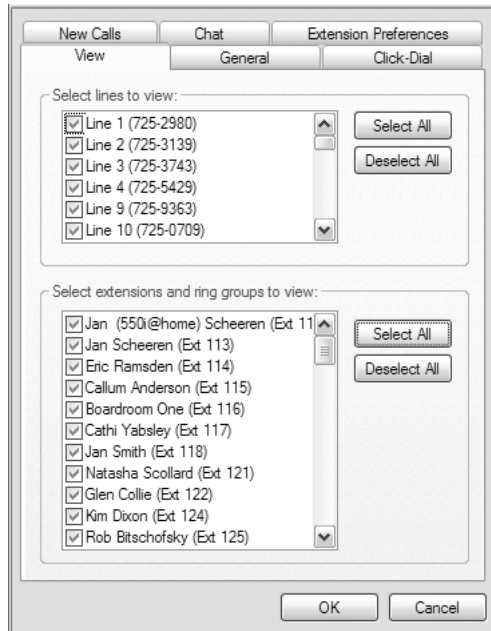 New Calls Chat Extension Preferences
View General Click-Dial
Select lines to view:
Line 1 (725-2980)
Line 2 (725-3139)
Line 3 (725-3743)
Line 4 (725-5429)
Line 9 (725-9363)
Line 10 (725-0709)
Select All
Deselect All
Select extensions and ring groups to view:
Jan (550i@home) Scheeren (Ext 11
Jan Scheeren (Ext 113)
Eric Ramsden (Ext 114)
Callum Anderson (Ext 115)
Boardroom One (Ext 116)
Cathi Yabsley (Ext 117)
Jan Smith (Ext 118)
Natasha Scollard (Ext 121)
Glen Collie (Ext 122)
Kim Dixon (Ext 124)
Rob Bitschofsky (Ext 125)
Select All
Deselect All
OK Cancel